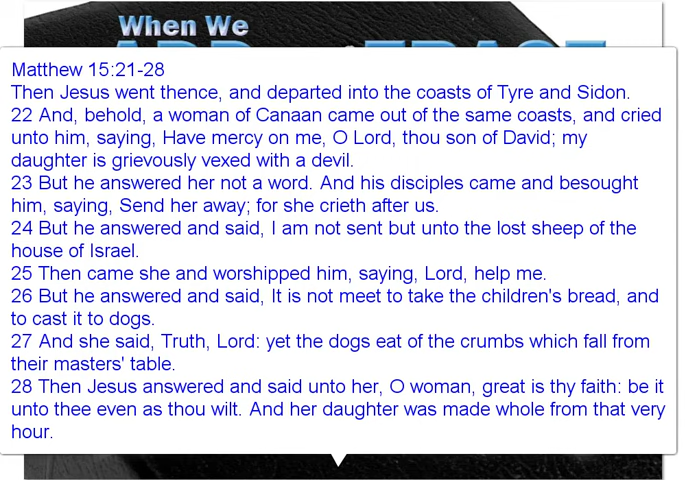 When We
Matthew 15:21-28
Then Jesus went thence, and departed into the coasts of Tyre and Sidon.
22 And, behold, a woman of Canaan came out of the same coasts, and cried
unto him, saying, Have mercy on me, O Lord, thou son of David; my
daughter is grievously vexed with a devil.
23 But he answered her not a word. And his disciples came and besought
him, saying, Send her away; for she crieth after us.
24 But he answered and said, I am not sent but unto the lost sheep of the
house of Israel.
25 Then came she and worshipped him, saying, Lord, help me.
26 But he answered and said, It is not meet to take the children's bread, and
to cast it to dogs.
27 And she said, Truth, Lord: yet the dogs eat of the crumbs which fall from
their masters' table.
28 Then Jesus answered and said unto her, O woman, great is thy faith: be it
unto thee even as thou wilt. And her daughter was made whole from that very
hour.